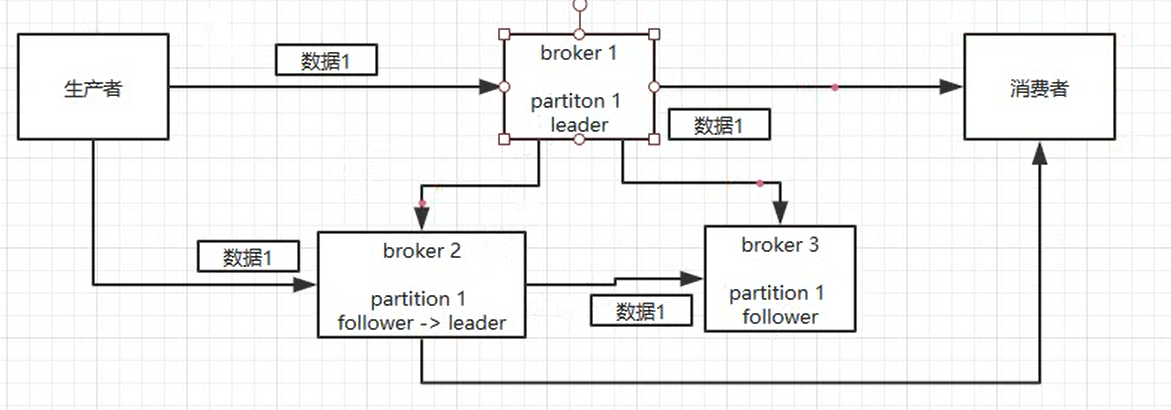 生产者
数据1
broker 1
partiton 1
leader
数据1
消费者
数据1
broker 2
partition 1
follower -> leader
数据1
broker 3
partition 1
follower